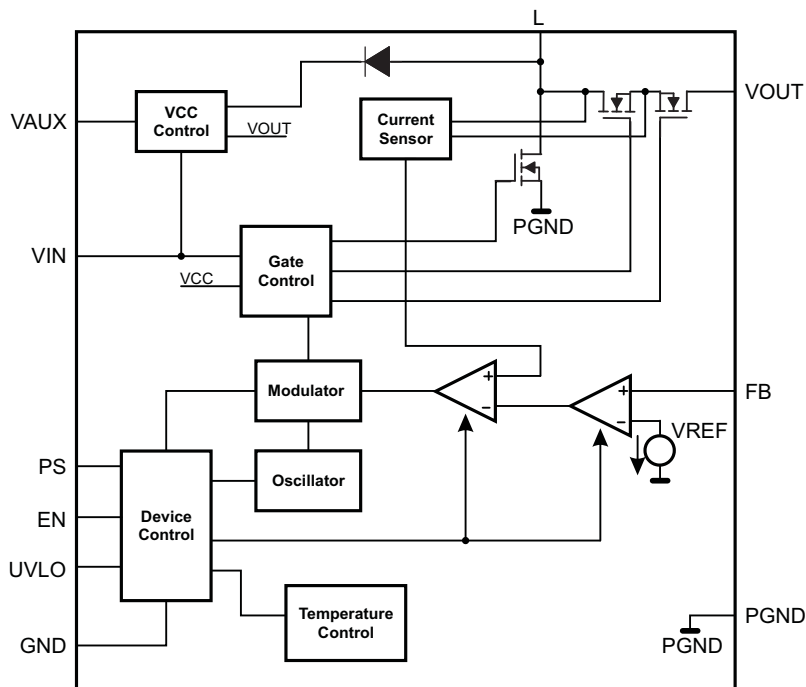 L
VAUX
VCC
Control
VOUT
Current
Sensor
VOUT
PGND
VIN
VCC
Gate
Control
Modulator
+
−
+
−
FB
VREF
PS
EN
UVLO
GND
Device
Control
Oscillator
Temperature
Control
PGND
PGND